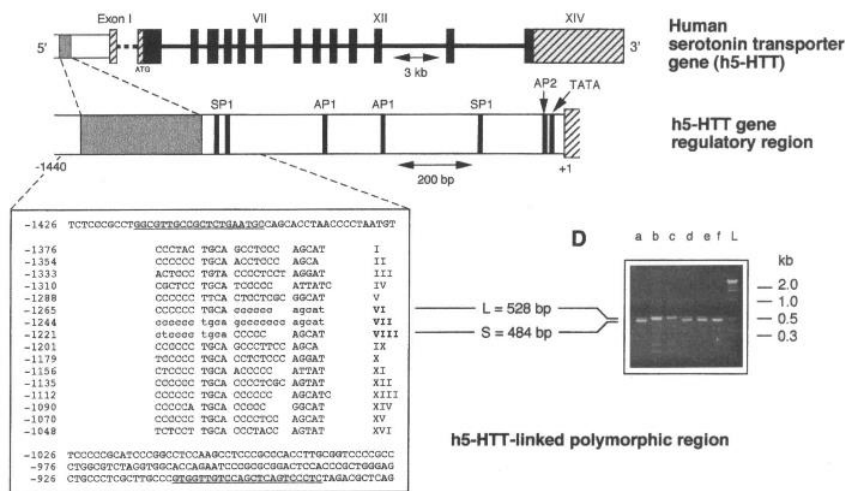 Exon I VII XII XIV
5' 3'
ATG
3 kb
Human
serotonin transporter
gene (h5-HTT)
SP1 AP1 AP1 SP1 AP2 TATA
h5-HTT gene
regulatory region
-1440 +1
200 bp
-1426 TCTCCCGCCTGGCGTTGCCGCTCTGAATGCCAGCACCTAACCCCTAATGT
-1376 CCCTAC TGCA GCCTCCC AGCAT I
-1354 CCCCCC TGCA ACCTCCC AGCA II
-1333 ACTCCC TGTA CCCCTCCT AGGAT III
-1310 CGCTCC TGCA TCCCCC ATTATC IV
-1288 CCCCCC TTCA CTCCTCGC GGCAT V
-1265 CCCCCC TGCA cccccc agcat VI
-1244 cccccc tgca gccccccc agcat VII
-1221 ctcccc tgca CCCCC AGCAT VIII
-1201 CCCCCC TGCA GCCCTTCC AGCA IX
-1179 TCCCCC TGCA CCTCTCCC AGGAT X
-1156 CTCCCC TGCA ACCCCC ATTAT XI
-1135 CCCCCC TGCA CCCCTCGC AGTAT XII
-1112 CCCCCC TGCA CCCCCC AGCATC XIII
-1090 CCCCCA TGCA CCCCC GGCAT XIV
-1070 CCCCCC TGCA CCCCTCC AGCAT XV
-1048 TCTCCT TGCA CCCTACC AGTAT XVI
-1026 TCCCCCGCATCCCGGCCTCCAAGCCTCCCGCCCACCTTGCGGTCCCCGCC
-976 CTGGCGTCTAGGTGGCACCAGAATCCCGCGCGGACTCCACCCGCTGGGAG
-926 CTGCCCTCGCTTGCCCGTGGTTGTCCAGCTCAGTCCCTCTAGACGCTCAG
L = 528 bp
S = 484 bp
D
a b c d e f L
kb
2.0
1.0
0.5
0.3
h5-HTT-linked polymorphic region